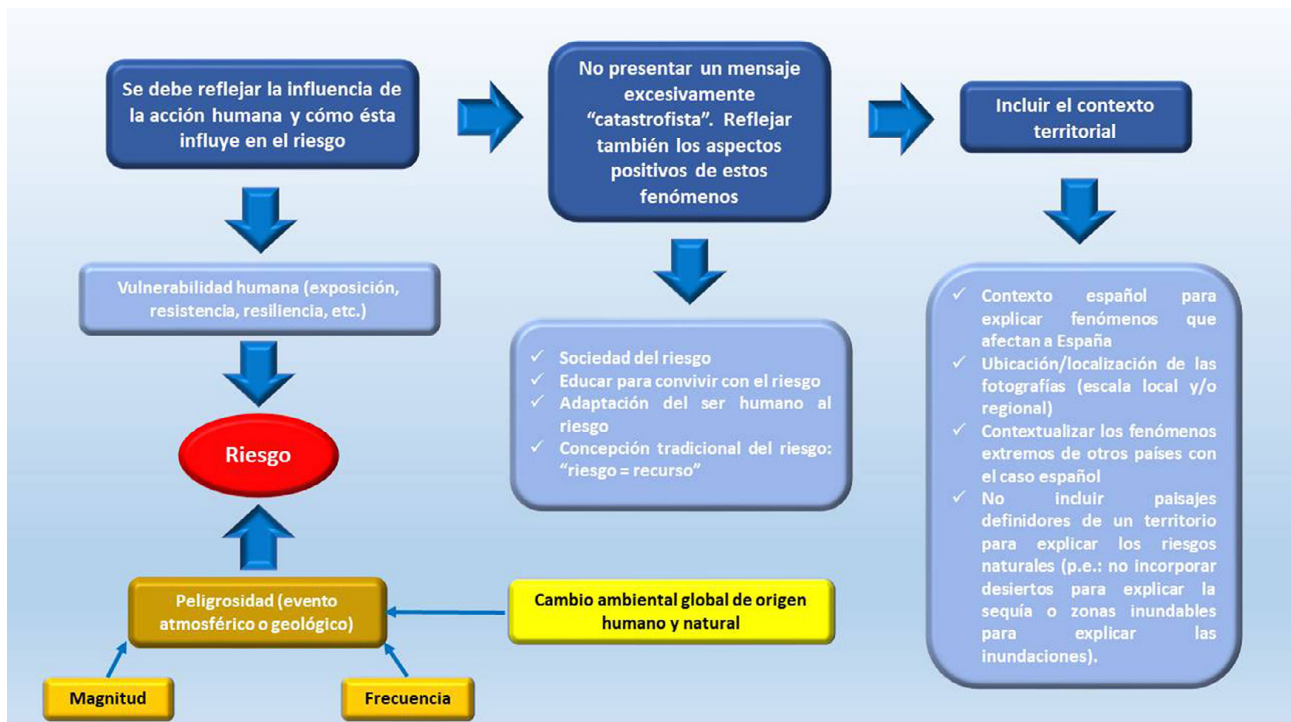 Se debe reflejar la influencia de
la acción humana y cómo ésta
influye en el riesgo
No presentar un mensaje
excesivamente
“catastrofista”. Reflejar
también los aspectos
positivos de estos
fenómenos
Incluir el contexto
territorial
Vulnerabilidad humana (exposición,
resistencia, resiliencia, etc.)
Riesgo
Peligrosidad (evento
atmosférico o geológico)
Magnitud
Frecuencia
Cambio ambiental global de origen
humano y natural
✓ Sociedad del riesgo
✓ Educar para convivir con el riesgo
✓ Adaptación del ser humano al
riesgo
✓ Concepción tradicional del riesgo:
“riesgo = recurso”
✓ Contexto español para
explicar fenómenos que
afectan a España
✓ Ubicación/localización de las
fotografías (escala local y/o
regional)
✓ Contextualizar los fenómenos
extremos de otros países con
el caso español
✓ No incluir paisajes
definidores de un territorio
para explicar los riesgos
naturales (p.e.: no incorporar
desiertos para explicar la
sequía o zonas inundables
para explicar las
inundaciones).